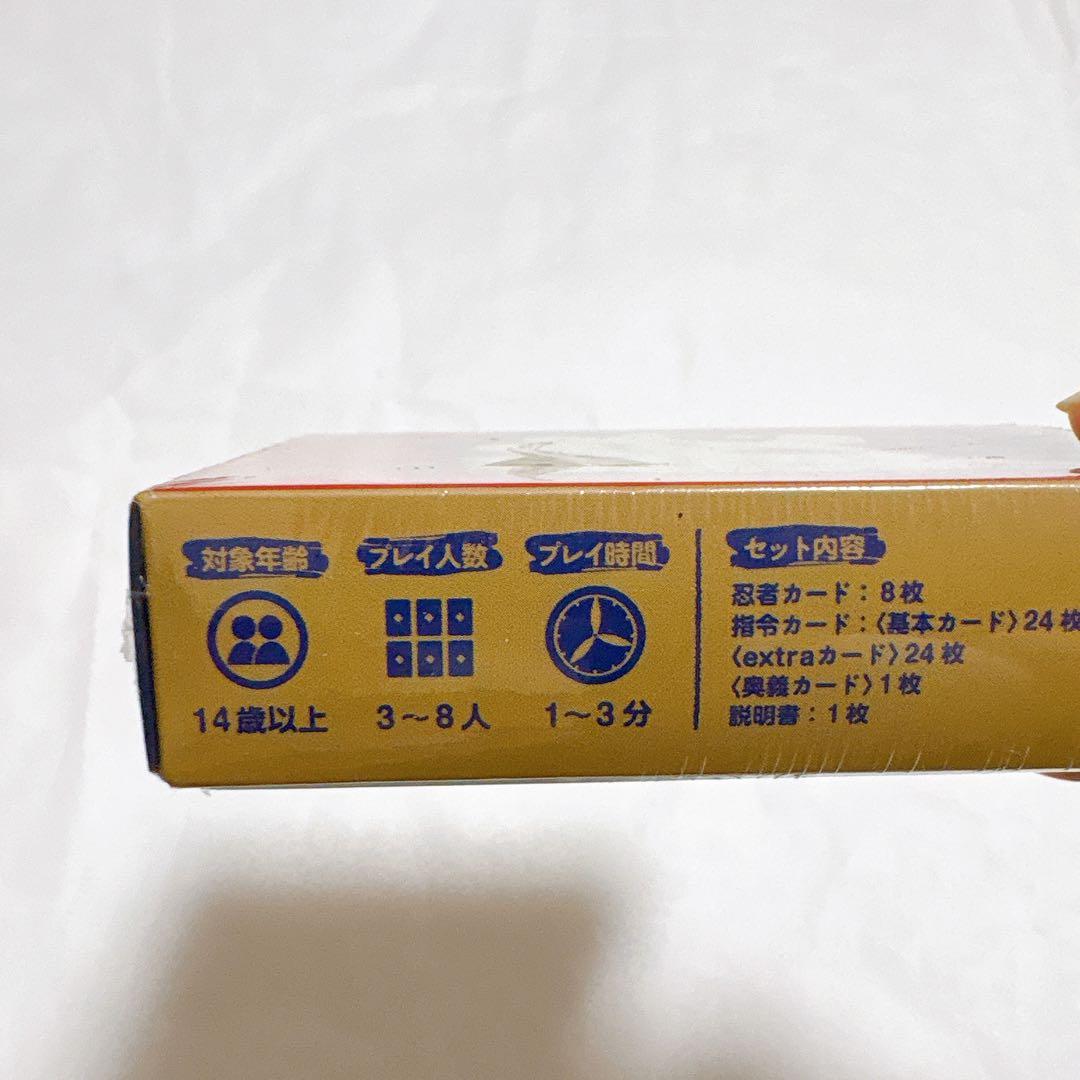 対象年齢
14歳以上
プレイ人数
3～8人
プレイ時間
1～3分
セット内容
忍者カード：8枚
指令カード：〈基本カード〉24枚
〈extraカード〉24枚
〈奥義カード〉1枚
説明書：1枚